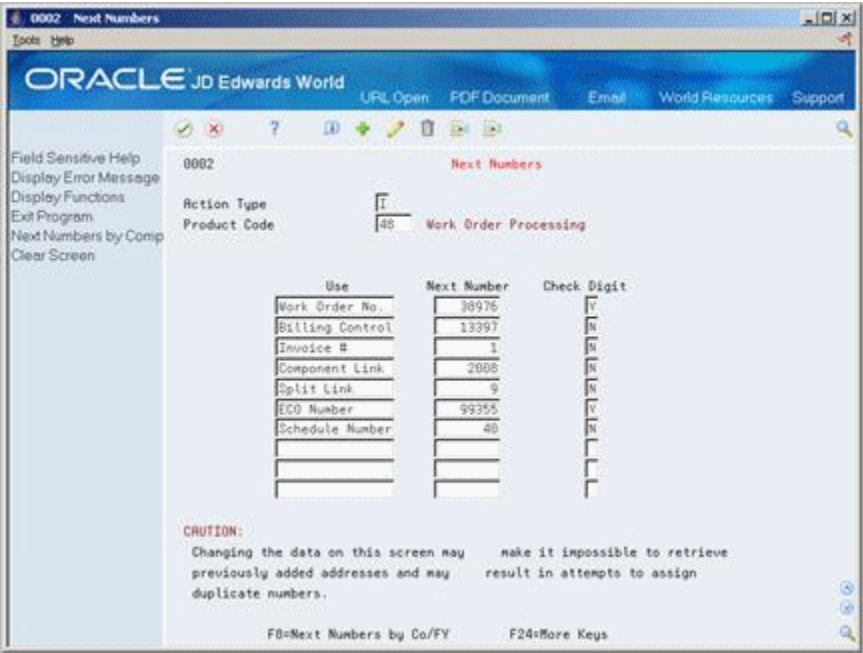 0002 Next Numbers
Tools Help
ORACLE JD Edwards World
URL Open PDF Document Email World Resources Support
Field Sensitive Help
Display Error Message
Display Functions
Exit Program
Next Numbers by Comp
Clear Screen
0002 Next Numbers
Action Type I
Product Code 48 Work Order Processing
Use Next Number Check Digit
Work Order No. 38976 Y
Billing Control 13397 N
Invoice # 1 N
Component Link 2008 N
Split Link 9 N
ECO Number 99355 Y
Schedule Number 40 N
CAUTION:
Changing the data on this screen may make it impossible to retrieve
previously added addresses and may result in attempts to assign
duplicate numbers.
F8=Next Numbers by Co/FY F24=More Keys